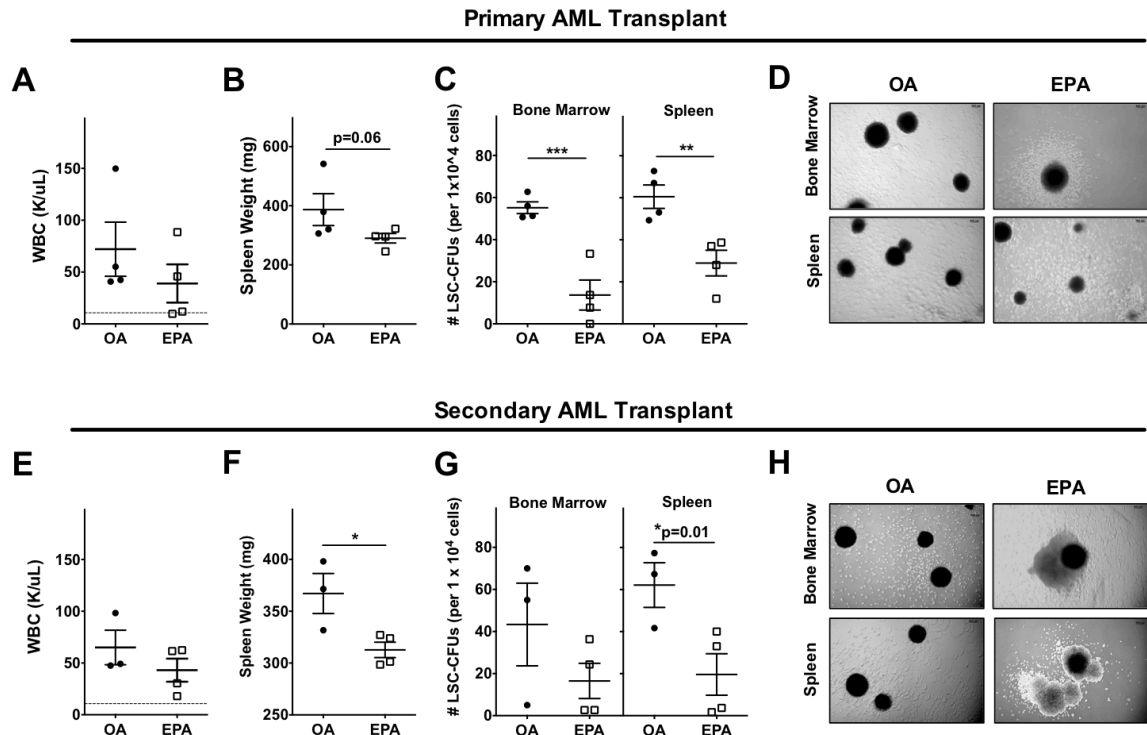 Primary AML Transplant
A
WBC (K/uL)
150
100
50
0
OA EPA
B
Spleen Weight (mg)
600
400
200
0
p=0.06
OA EPA
C
# LSC-CFUs (per 1x10^4 cells)
Bone Marrow Spleen
80
60
40
20
0
***
**
OA EPA OA EPA
D
OA EPA
Bone Marrow
Spleen
Secondary AML Transplant
E
WBC (K/uL)
150
100
50
0
OA EPA
F
Spleen Weight (mg)
400
350
300
250
*
OA EPA
G
# LSC-CFUs (per 1 x 10⁴ cells)
Bone Marrow Spleen
80
60
40
20
0
*p=0.01
OA EPA OA EPA
H
OA EPA
Bone Marrow
Spleen